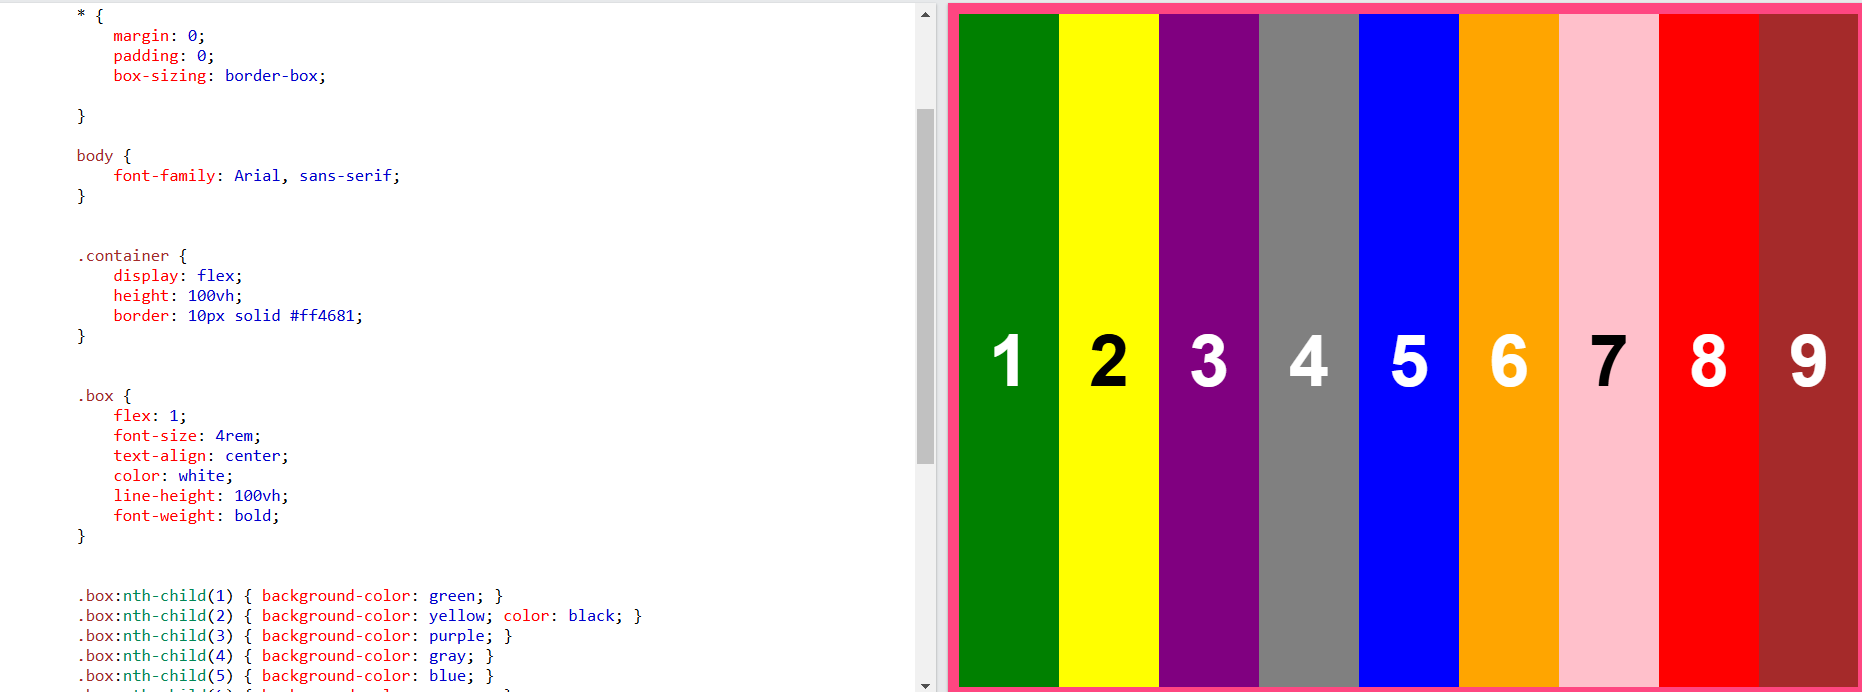 * {
margin: 0;
padding: 0;
box-sizing: border-box;
}
body {
font-family: Arial, sans-serif;
}
.container {
display: flex;
height: 100vh;
border: 10px solid #ff4681;
}
.box {
flex: 1;
font-size: 4rem;
text-align: center;
color: white;
line-height: 100vh;
font-weight: bold;
}
.box:nth-child(1) { background-color: green; }
.box:nth-child(2) { background-color: yellow; color: black; }
.box:nth-child(3) { background-color: purple; }
.box:nth-child(4) { background-color: gray; }
.box:nth-child(5) { background-color: blue; }
1 2 3 4 5 6 7 8 9